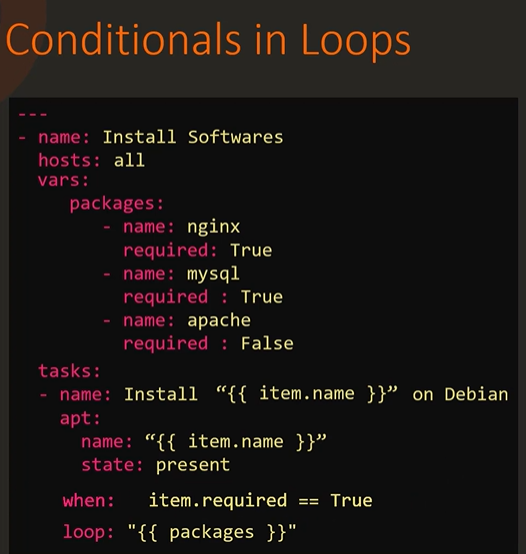 Conditionals in Loops
---
- name: Install Softwares
  hosts: all
  vars:
     packages:
        - name: nginx
          required: True
        - name: mysql
          required : True
        - name: apache
          required : False
  tasks:
  - name: Install “{{ item.name }}” on Debian
    apt:
      name: “{{ item.name }}”
      state: present
    when:   item.required == True
    loop: "{{ packages }}"